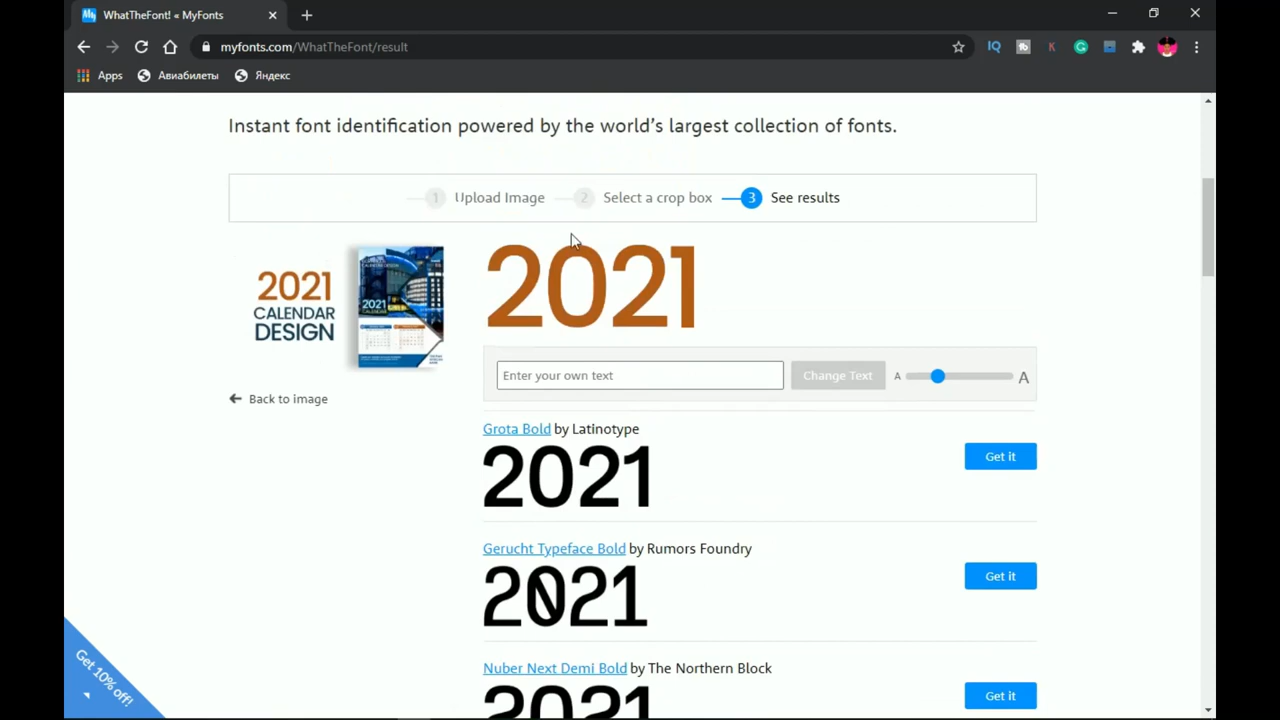 WhatTheFont! « MyFonts
myfonts.com/WhatTheFont/result
Apps Авиабилеты Яндекс
Instant font identification powered by the world's largest collection of fonts.
1 Upload Image 2 Select a crop box 3 See results
2021
CALENDAR
DESIGN
2021
2021
Back to image
Enter your own text Change Text A A
Grota Bold by Latinotype
2021
Get it
Gerucht Typeface Bold by Rumors Foundry
2021
Get it
Nuber Next Demi Bold by The Northern Block
2021
Get it
Get 10% off!